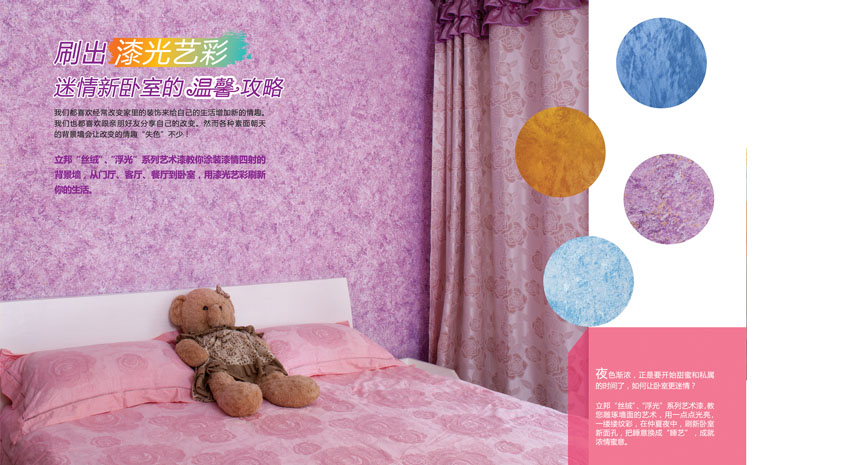 刷出 漆光艺彩
迷情新卧室的 温馨 攻略
我们都喜欢经常改变家里的装饰来给自已的生活增加新的情趣。
我们也都喜欢跟亲朋好友分享自己的改变。然而各种素面朝天
的背景墙会让改变的情趣“失色”不少！
立邦“丝绒”、“浮光”系列艺术漆教你涂装漆情四射的
背景墙，从门厅、客厅、餐厅到卧室，用漆光艺彩刷新
你的生活。
夜色渐浓，正是要开始甜蜜和私属
的时间了，如何让卧室更迷情？
立邦“丝绒”、“浮光”系列艺术漆，教
您雕琢墙面的艺术，用一点点光亮，
一缕缕炫彩，在仲夏夜中，刷新卧室
新面孔，把睡意换成“睡艺”，成就
浓情蜜意。